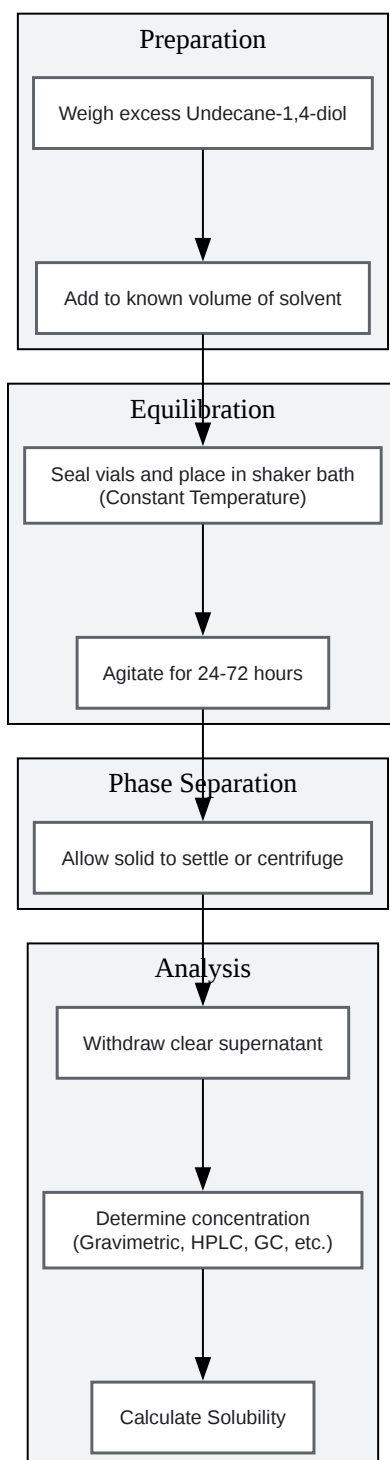 Preparation
Weigh excess Undecane-1,4-diol
Add to known volume of solvent
Equilibration
Seal vials and place in shaker bath
(Constant Temperature)
Agitate for 24-72 hours
Phase Separation
Allow solid to settle or centrifuge
Analysis
Withdraw clear supernatant
Determine concentration
(Gravimetric, HPLC, GC, etc.)
Calculate Solubility